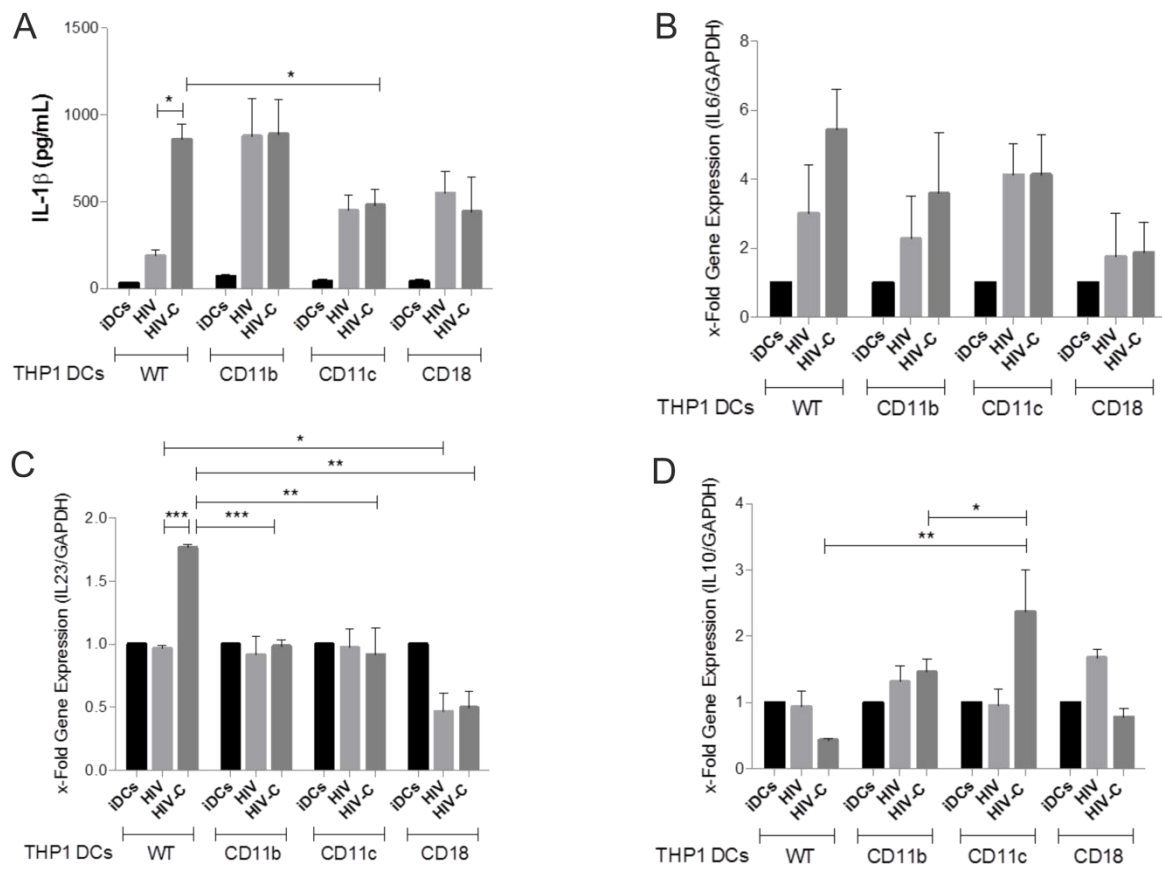 A
IL-1β (pg/mL)
1500
1000
500
0
*
*
iDCs HIV HIV-C iDCs HIV HIV-C iDCs HIV HIV-C iDCs HIV HIV-C
THP1 DCs WT CD11b CD11c CD18
B
x-Fold Gene Expression (IL6/GAPDH)
8
6
4
2
0
iDCs HIV HIV-C iDCs HIV HIV-C iDCs HIV HIV-C iDCs HIV HIV-C
THP1 DCs WT CD11b CD11c CD18
C
x-Fold Gene Expression (IL23/GAPDH)
*
**
**
*** ***
2.0
1.5
1.0
0.5
0.0
iDCs HIV HIV-C iDCs HIV HIV-C iDCs HIV HIV-C iDCs HIV HIV-C
THP1 DCs WT CD11b CD11c CD18
D
x-Fold Gene Expression (IL10/GAPDH)
4
3
2
1
0
*
**
iDCs HIV HIV-C iDCs HIV HIV-C iDCs HIV HIV-C iDCs HIV HIV-C
THP1 DCs WT CD11b CD11c CD18